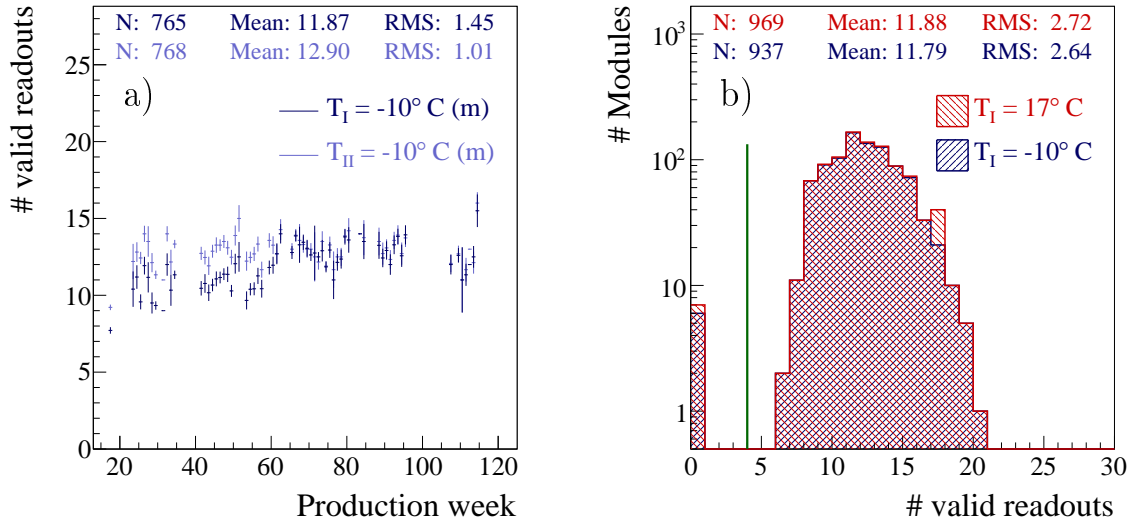 N: 765 Mean: 11.87 RMS: 1.45
N: 768 Mean: 12.90 RMS: 1.01
a)
T_I = -10° C (m)
T_II = -10° C (m)
# valid readouts
25
20
15
10
5
0
20 40 60 80 100 120
Production week
N: 969 Mean: 11.88 RMS: 2.72
N: 937 Mean: 11.79 RMS: 2.64
b)
T_I = 17° C
T_I = -10° C
# Modules
10³
10²
10
1
0 5 10 15 20 25 30
# valid readouts